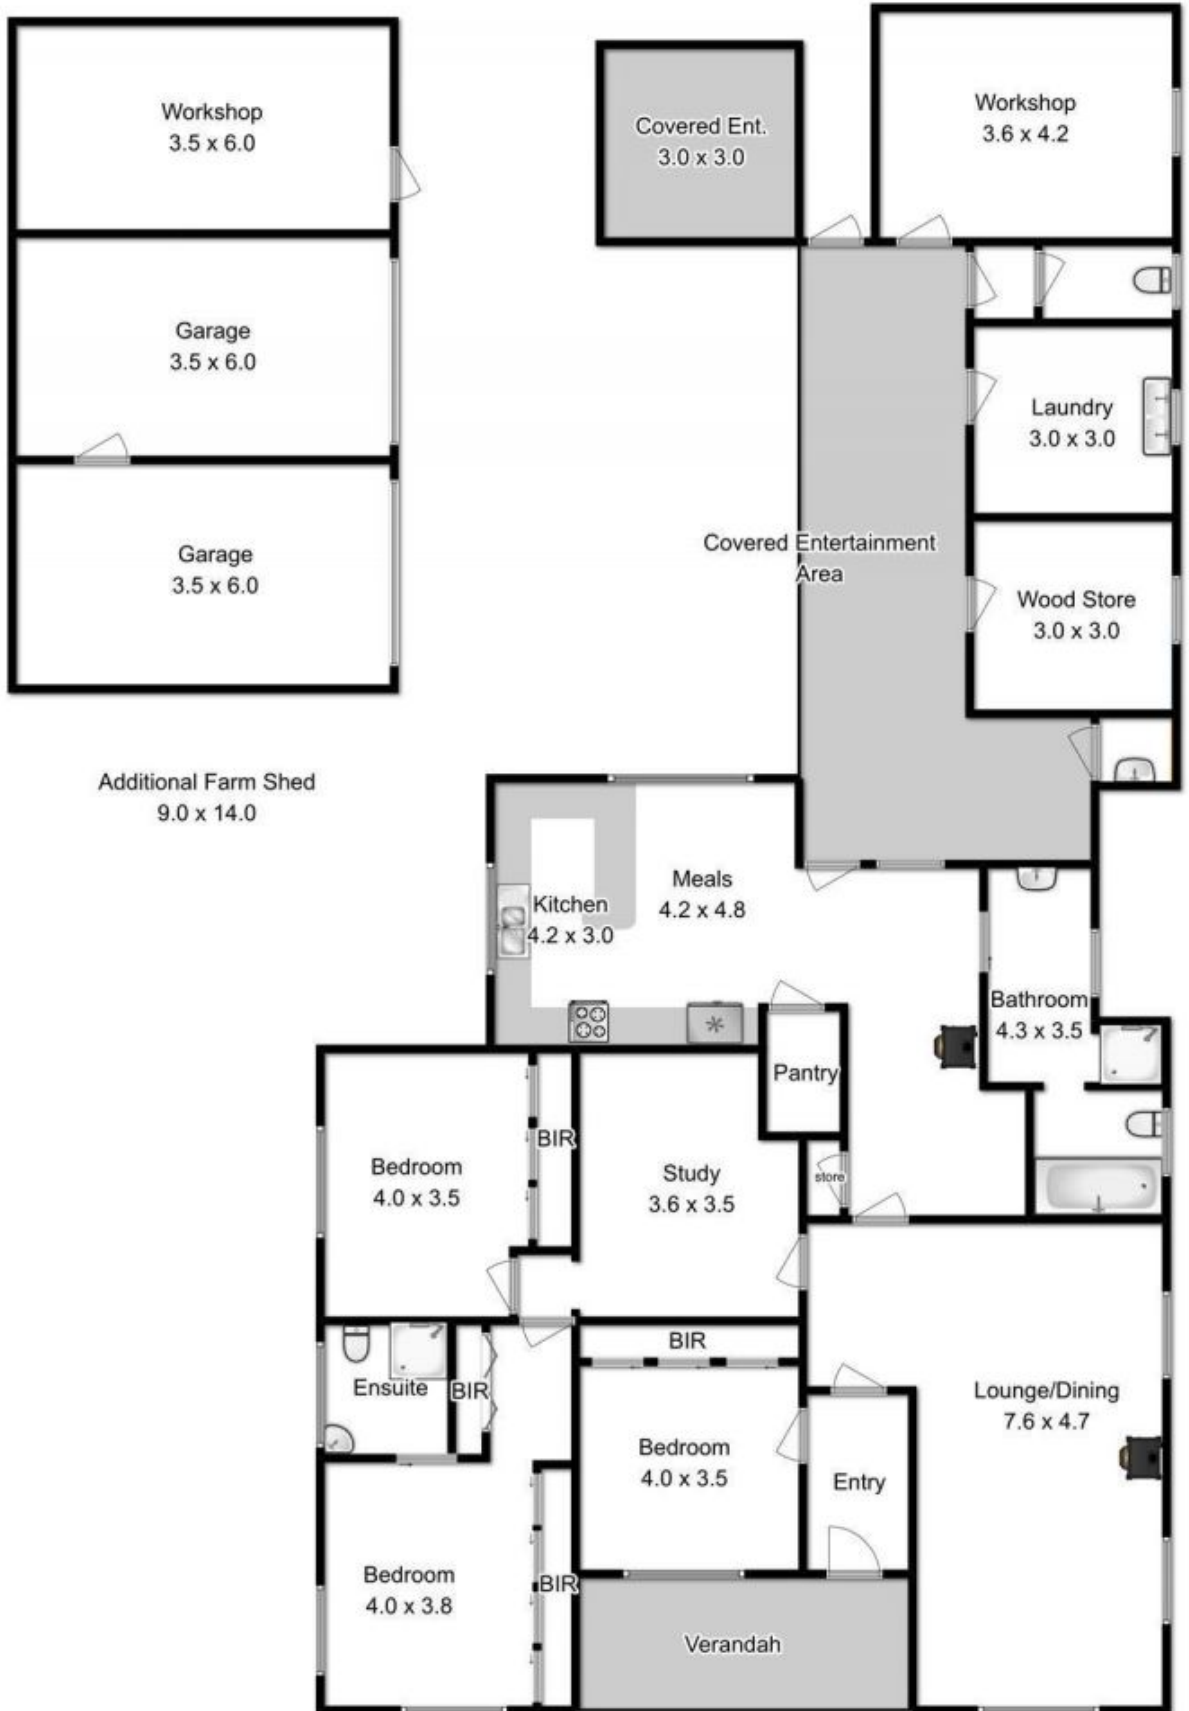 Workshop
3.5 x 6.0
Garage
3.5 x 6.0
Garage
3.5 x 6.0
Additional Farm Shed
9.0 x 14.0
Covered Ent.
3.0 x 3.0
Workshop
3.6 x 4.2
Laundry
3.0 x 3.0
Covered Entertainment
Area
Wood Store
3.0 x 3.0
Kitchen
4.2 x 3.0
Meals
4.2 x 4.8
Bathroom
4.3 x 3.5
Pantry
Bedroom
4.0 x 3.5
BIR
Study
3.6 x 3.5
store
Ensuite
BIR
BIR
Bedroom
4.0 x 3.5
Entry
Lounge/Dining
7.6 x 4.7
Bedroom
4.0 x 3.8
BIR
Verandah